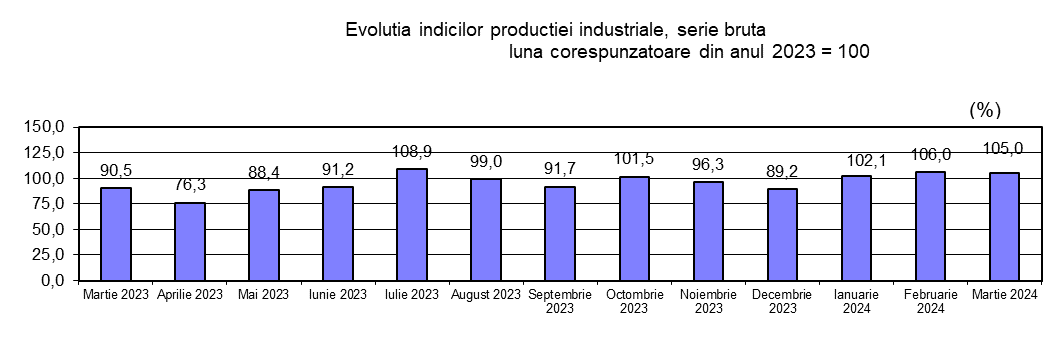 Evolutia indicilor productiei industriale, serie bruta
luna corespunzatoare din anul 2023 = 100
(%)
150,0
125,0
100,0
75,0
50,0
25,0
0,0
90,5
76,3
88,4
91,2
108,9
99,0
91,7
101,5
96,3
89,2
102,1
106,0
105,0
Martie 2023
Aprilie 2023
Mai 2023
Iunie 2023
Iulie 2023
August 2023
Septembrie
2023
Octombrie
2023
Noiembrie
2023
Decembrie
2023
Ianuarie
2024
Februarie
2024
Martie 2024